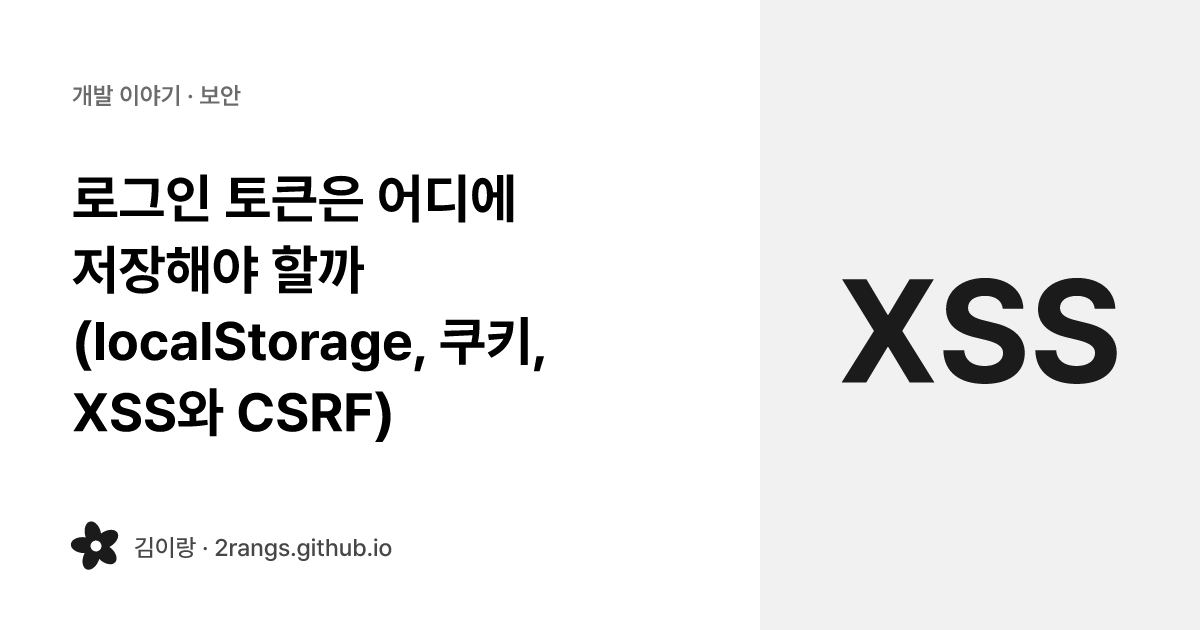 개발 이야기 · 보안
로그인 토큰은 어디에
저장해야 할까
(localStorage, 쿠키,
XSS와 CSRF)
김이랑 · 2rangs.github.io
XSS